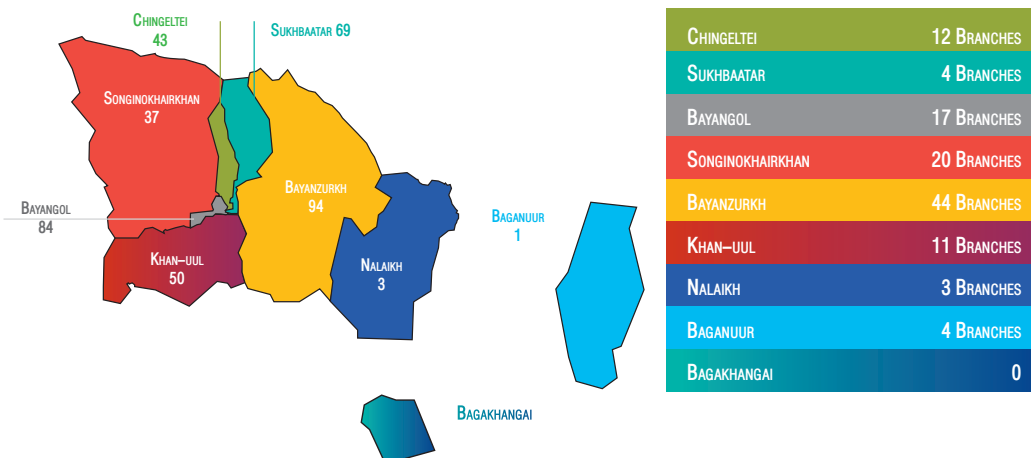 Chingeltei
43
Sukhbaatar 69
Songinokhairkhan
37
Bayanzurkh
94
Bayangol
84
Baganuur
1
Khan–uul
50
Nalaikh
3
Bagakhangai
Chingeltei 12 Branches
Sukhbaatar 4 Branches
Bayangol 17 Branches
Songinokhairkhan 20 Branches
Bayanzurkh 44 Branches
Khan–uul 11 Branches
Nalaikh 3 Branches
Baganuur 4 Branches
Bagakhangai 0